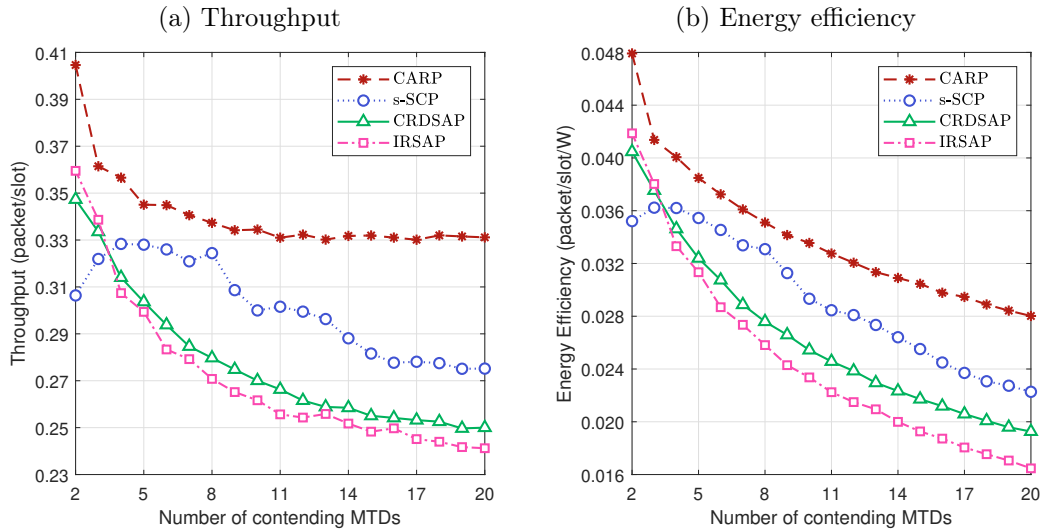 (a) Throughput
0.41
0.39
0.37
0.35
0.33
0.31
0.29
0.27
0.25
0.23
Throughput (packet/slot)
CARP
s-SCP
CRDSAP
IRSAP
2 5 8 11 14 17 20
Number of contending MTDs
(b) Energy efficiency
0.048
0.044
0.040
0.036
0.032
0.028
0.024
0.020
0.016
Energy Efficiency (packet/slot/W)
CARP
s-SCP
CRDSAP
IRSAP
2 5 8 11 14 17 20
Number of contending MTDs